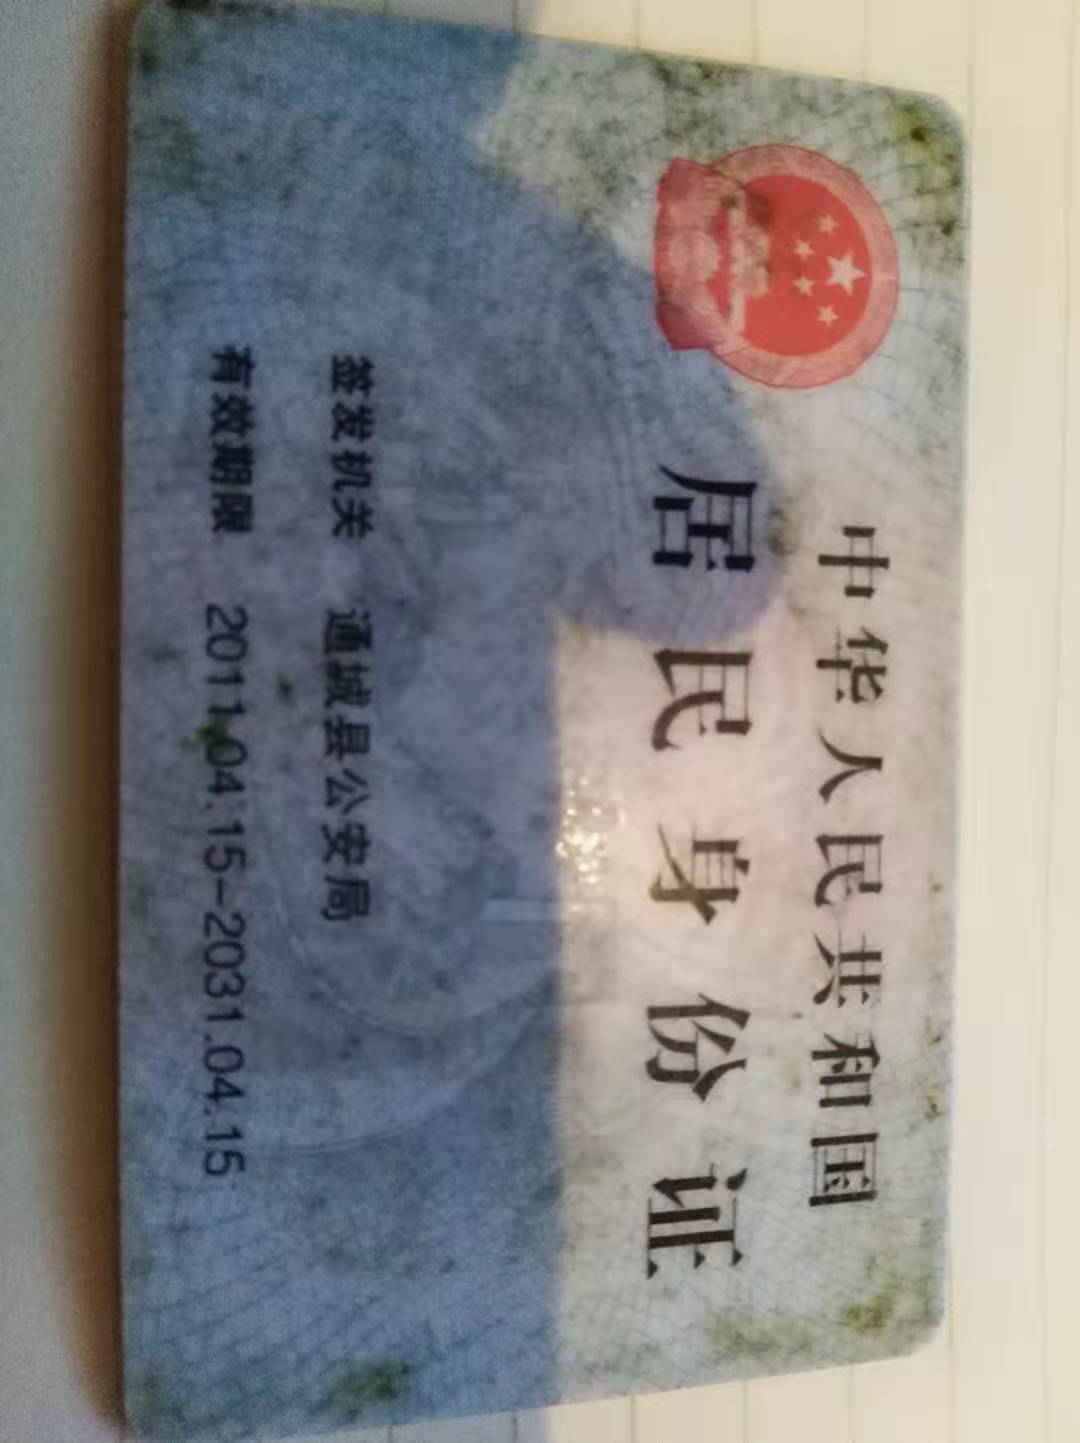 中华人民共和国
居民身份证
签发机关 通城县公安局
有效期限 2011.04.15-2031.04.15